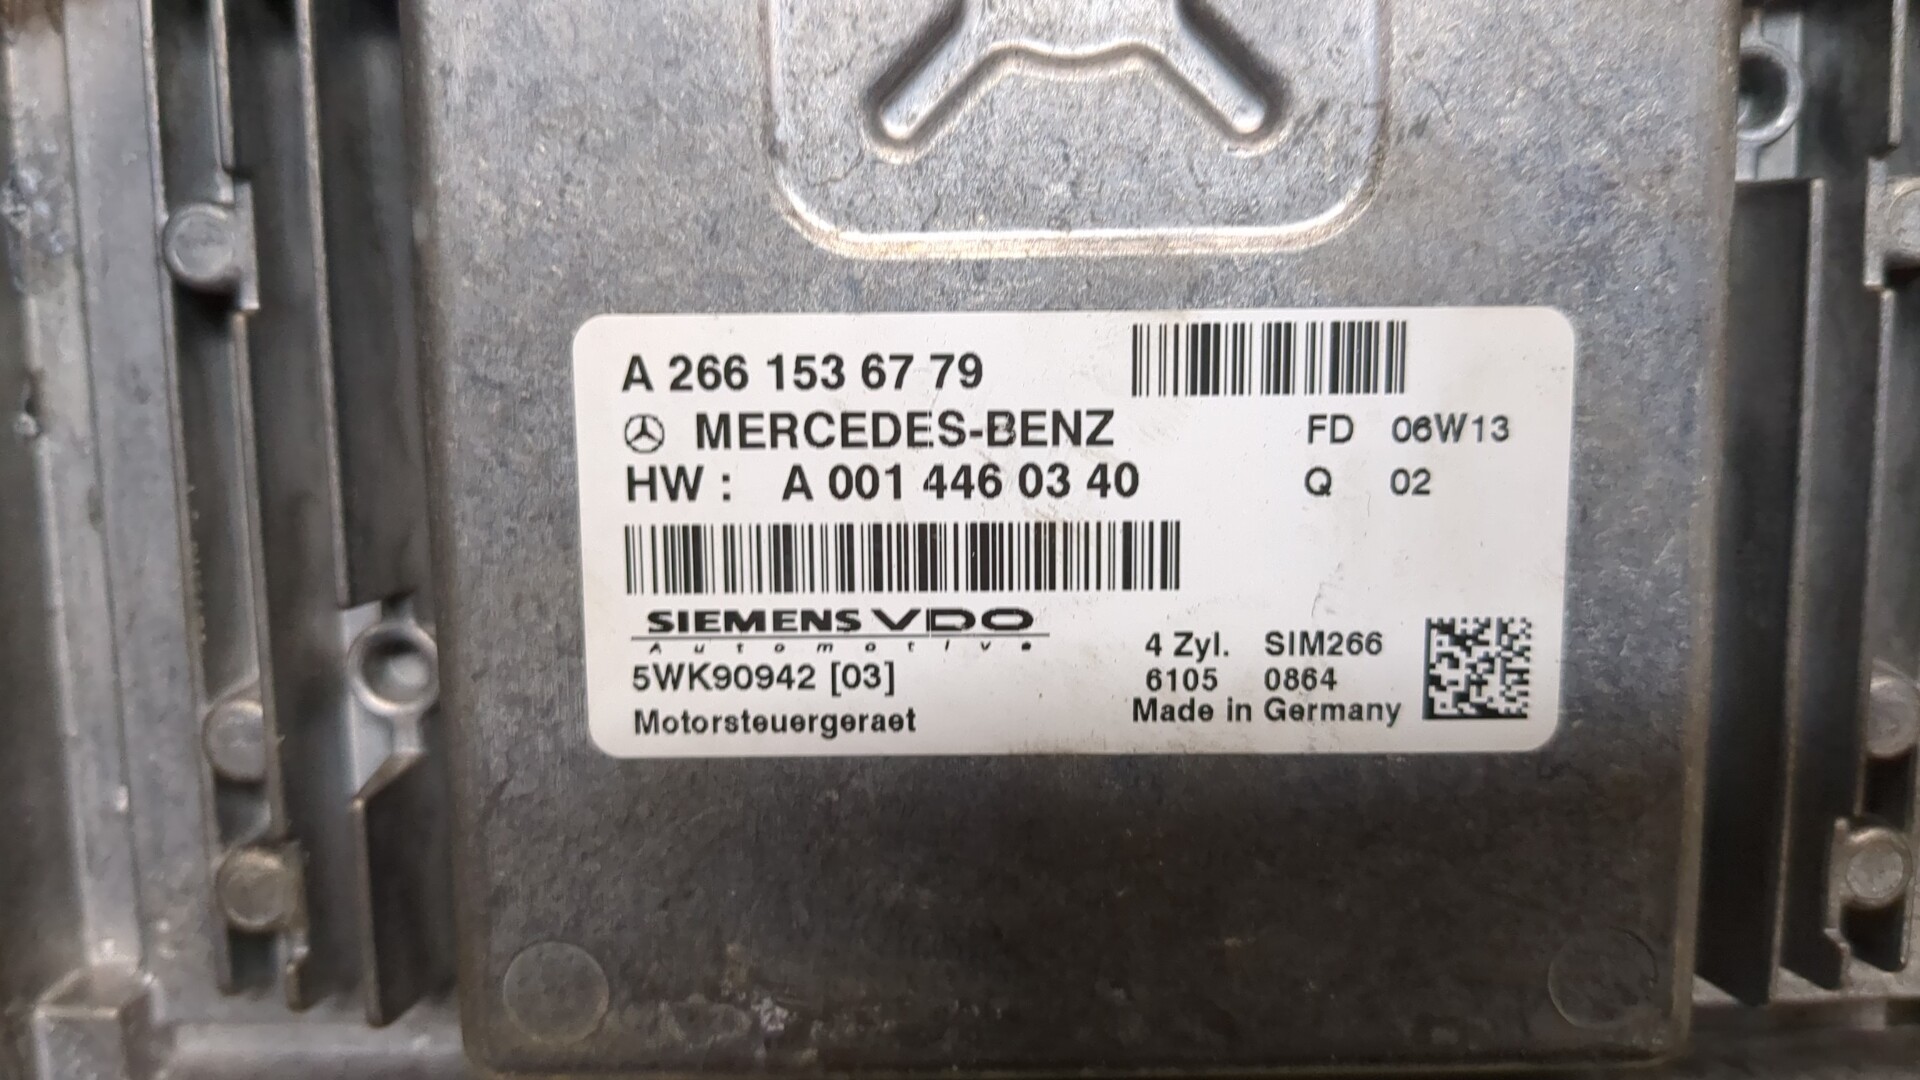 A 266 153 67 79
MERCEDES-BENZ FD 06W13
HW : A 001 446 03 40 Q 02
SIEMENS VDO
Automotive
4 Zyl. SIM266
5WK90942 [03] 6105 0864
Motorsteuergeraet Made in Germany